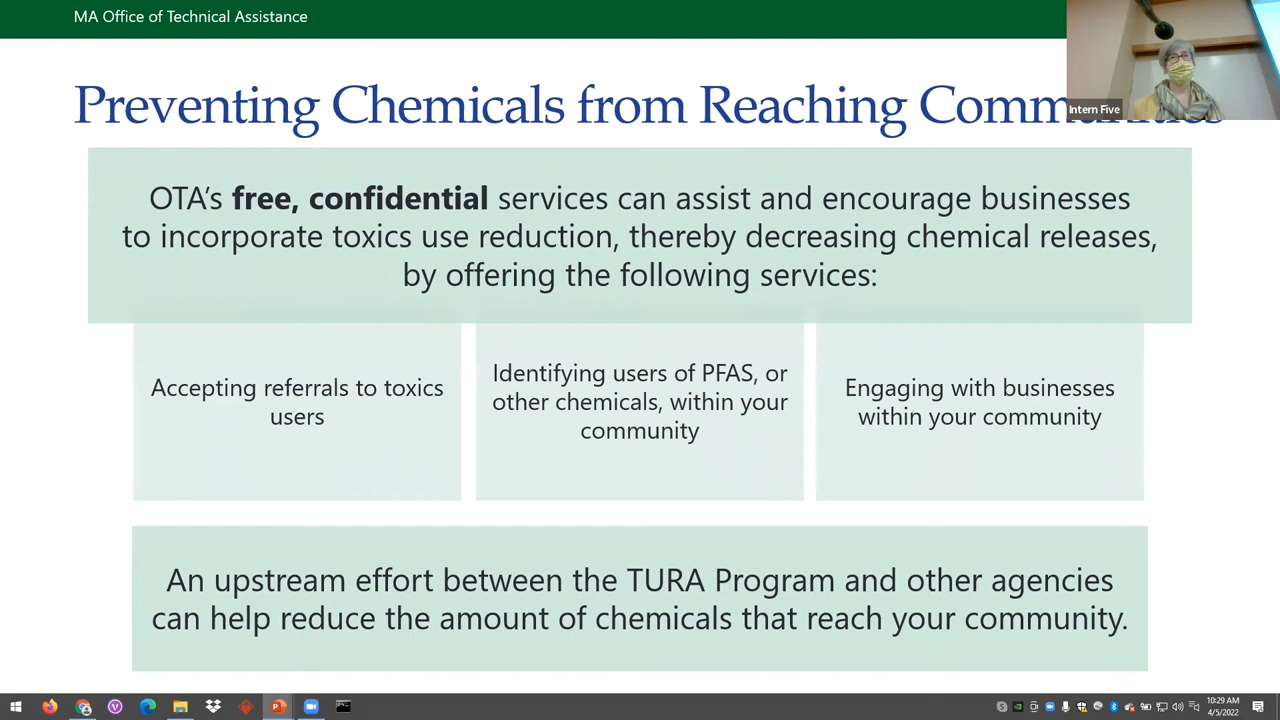 MA Office of Technical Assistance
Preventing Chemicals from Reaching
Intern Five
OTA's free, confidential services can assist and encourage businesses
to incorporate toxics use reduction, thereby decreasing chemical releases,
by offering the following services:
Accepting referrals to toxics
users
Identifying users of PFAS, or
other chemicals, within your
community
Engaging with businesses
within your community
An upstream effort between the TURA Program and other agencies
can help reduce the amount of chemicals that reach your community.
10:29 AM
4/5/2022